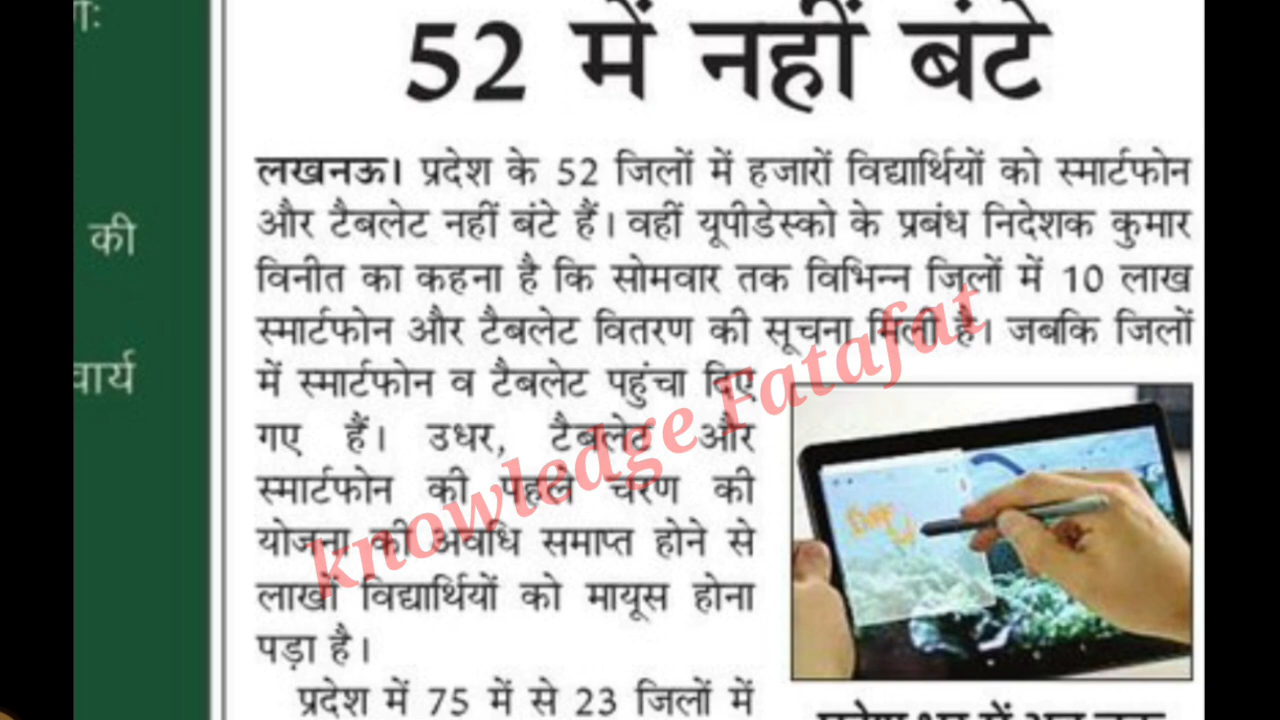 की
वार्य
52 में नहीं बंटे
लखनऊ। प्रदेश के 52 जिलों में हजारों विद्यार्थियों को स्मार्टफोन
और टैबलेट नहीं बंटे हैं। वहीं यूपीडेस्को के प्रबंध निदेशक कुमार
विनीत का कहना है कि सोमवार तक विभिन्न जिलों में 10 लाख
स्मार्टफोन और टैबलेट वितरण की सूचना मिली है। जबकि जिलों
में स्मार्टफोन व टैबलेट पहुंचा दिए
गए हैं। उधर, टैबलेट और
स्मार्टफोन की पहले चरण की
योजना की अवधि समाप्त होने से
लाखों विद्यार्थियों को मायूस होना
पड़ा है।
प्रदेश में 75 में से 23 जिलों में
knowledge Fatafat